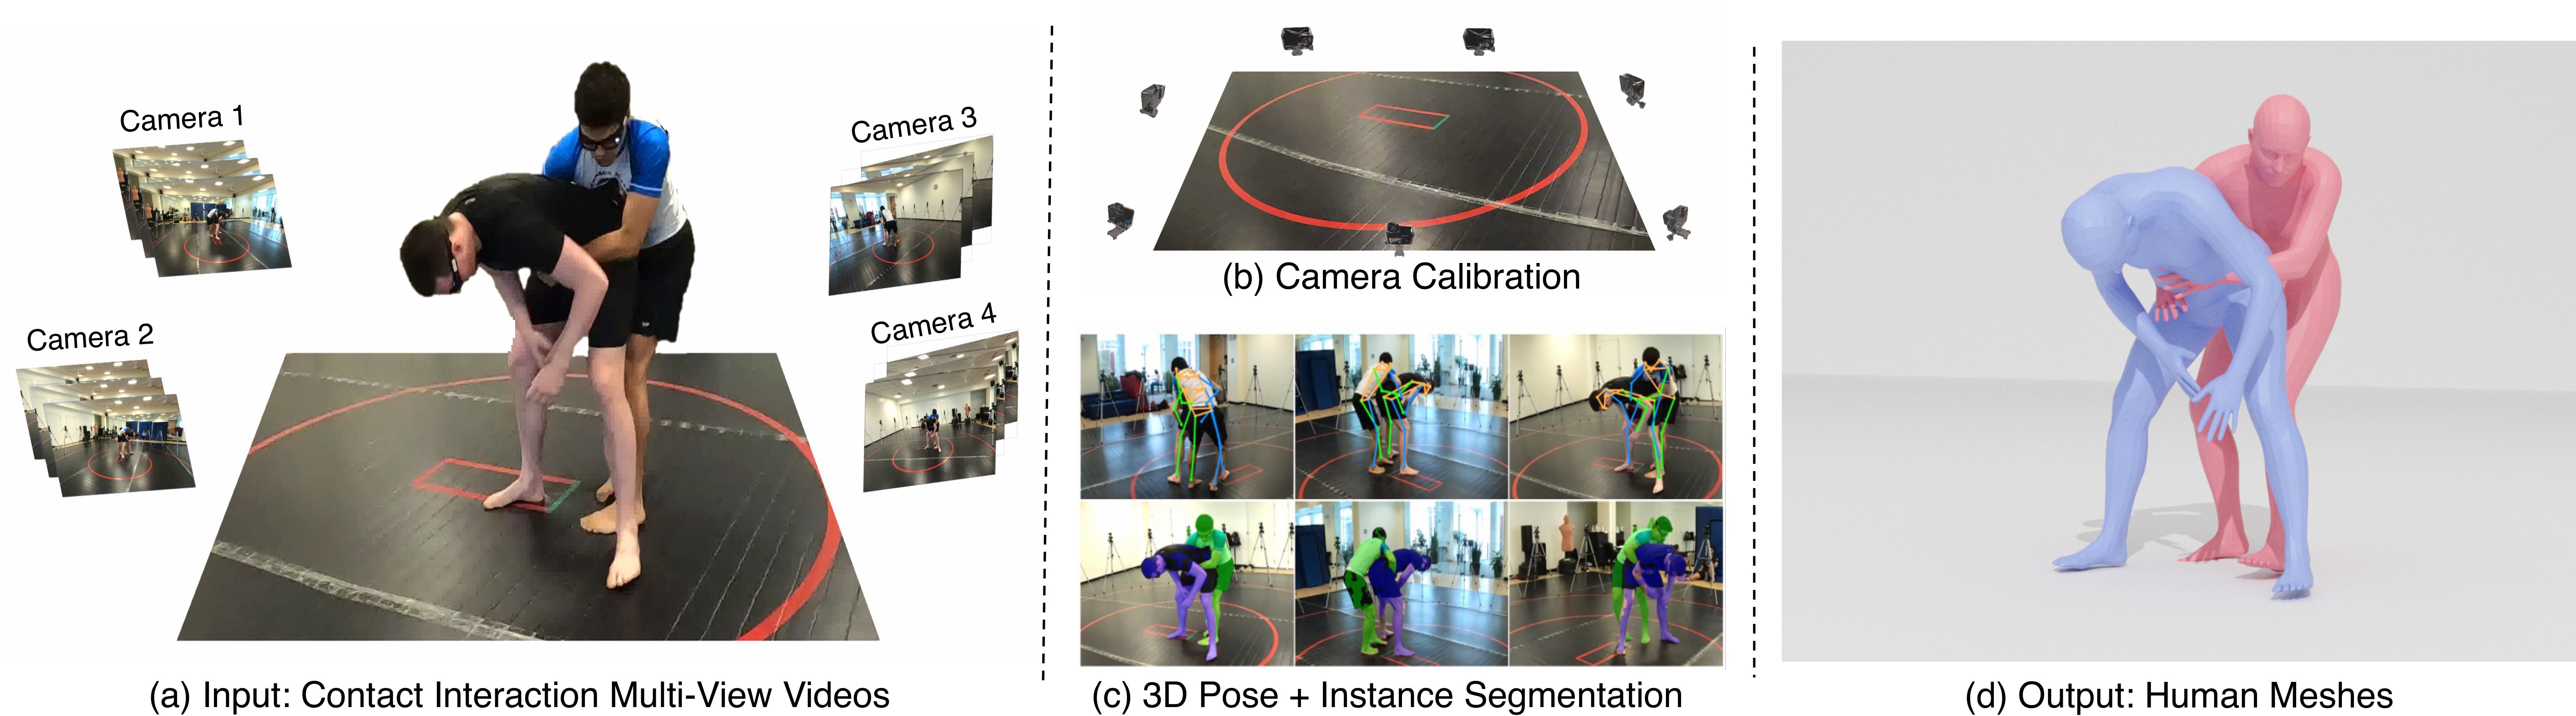 Camera 1
Camera 2
Camera 3
Camera 4
(a) Input: Contact Interaction Multi-View Videos
(b) Camera Calibration
(c) 3D Pose + Instance Segmentation
(d) Output: Human Meshes